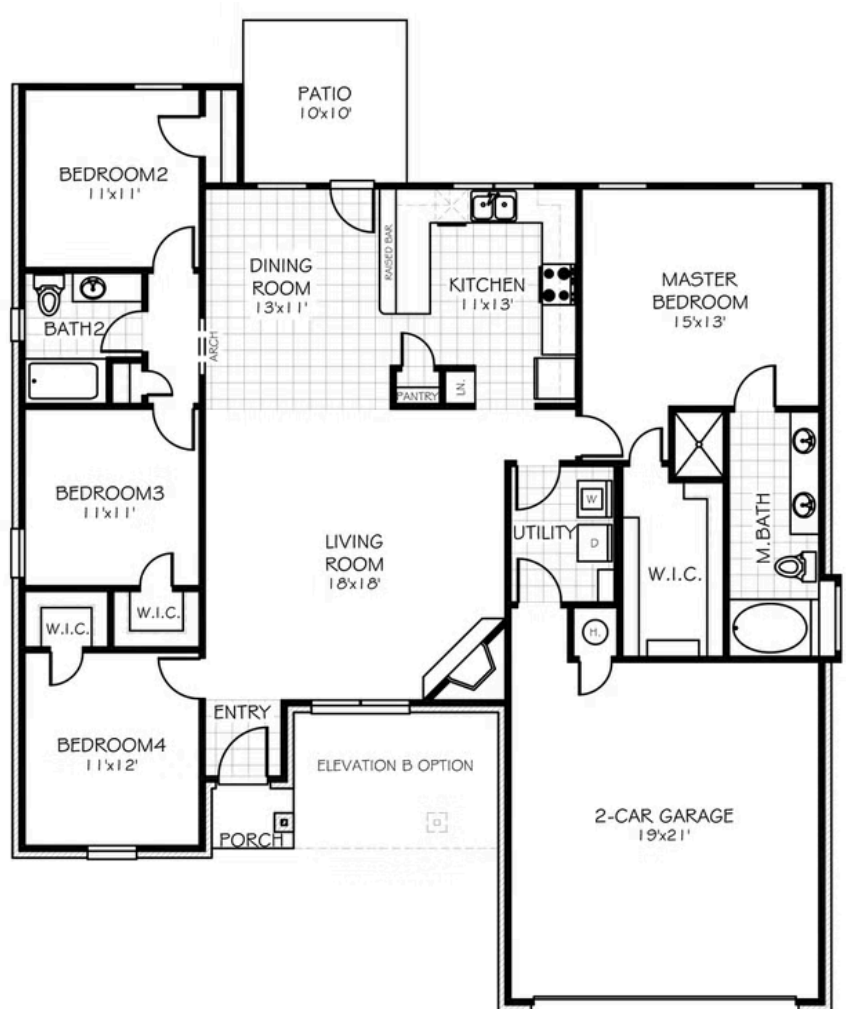 PATIO
10'x10'
BEDROOM2
11'x11'
DINING
ROOM
13'x11'
RAISED BAR
KITCHEN
11'x13'
MASTER
BEDROOM
15'x13'
BATH2
ARCH
PANTRY
LN.
BEDROOM3
11'x11'
LIVING
ROOM
18'x18'
UTILITY
W
D
W.I.C.
M.BATH
W.I.C.
W.I.C.
H.
ENTRY
BEDROOM4
11'x12'
ELEVATION B OPTION
PORCH
2-CAR GARAGE
19'x21'